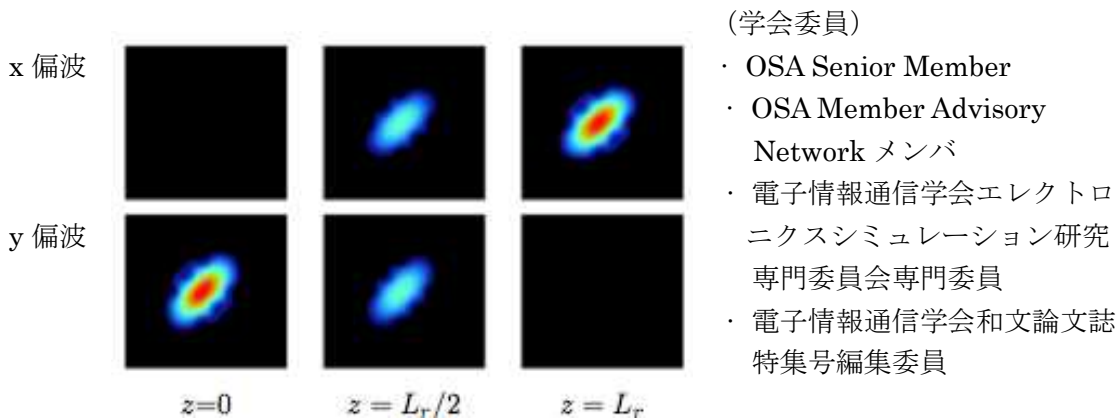 x 偏波
y 偏波
z=0
z = L_r/2
z = L_r
（学会委員）
・OSA Senior Member
・OSA Member Advisory
Network メンバ
・電子情報通信学会エレクトロ
ニクスシミュレーション研究
専門委員会専門委員
・電子情報通信学会和文論文誌
特集号編集委員